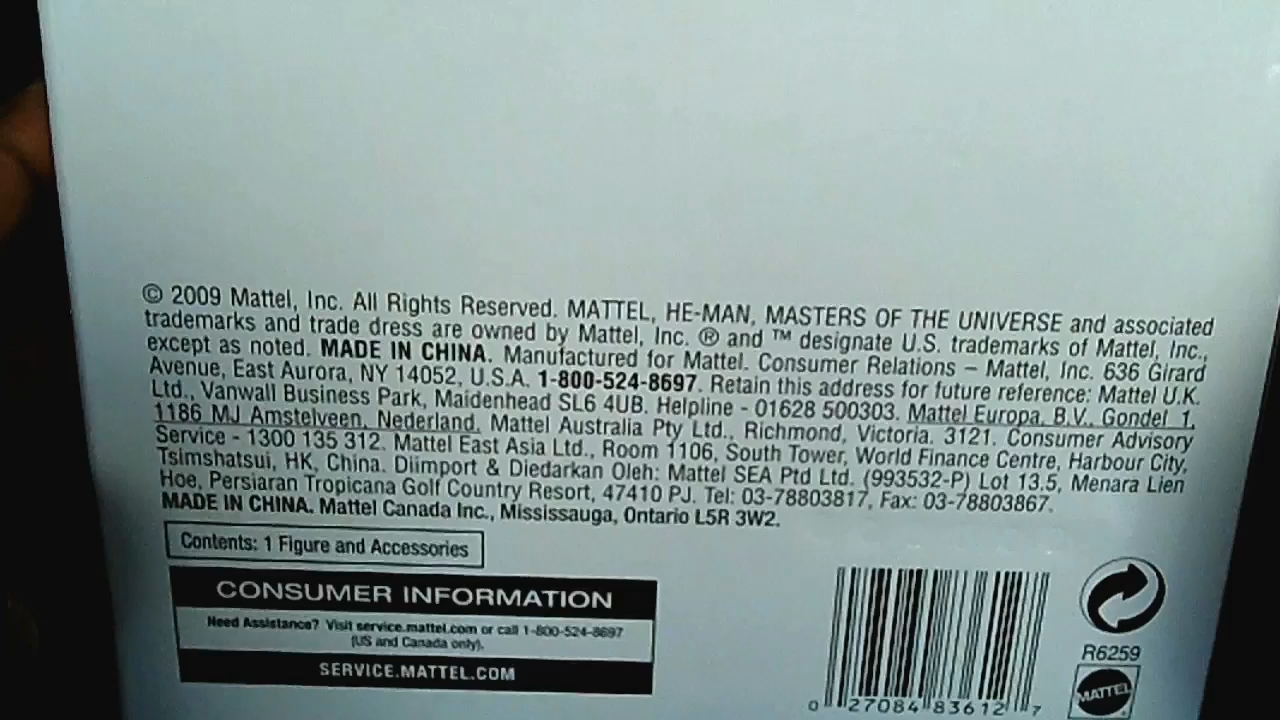 © 2009 Mattel, Inc. All Rights Reserved. MATTEL, HE-MAN, MASTERS OF THE UNIVERSE and associated
trademarks and trade dress are owned by Mattel, Inc. ® and ™ designate U.S. trademarks of Mattel, Inc.,
except as noted. MADE IN CHINA. Manufactured for Mattel. Consumer Relations – Mattel, Inc. 636 Girard
Avenue, East Aurora, NY 14052, U.S.A. 1-800-524-8697. Retain this address for future reference: Mattel U.K.
Ltd., Vanwall Business Park, Maidenhead SL6 4UB. Helpline - 01628 500303. Mattel Europa, B.V., Gondel 1,
1186 MJ Amstelveen, Nederland. Mattel Australia Pty Ltd., Richmond, Victoria. 3121. Consumer Advisory
Service - 1300 135 312. Mattel East Asia Ltd., Room 1106, South Tower, World Finance Centre, Harbour City,
Tsimshatsui, HK, China. Diimport & Diedarkan Oleh: Mattel SEA Ptd Ltd. (993532-P) Lot 13.5, Menara Lien
Hoe, Persiaran Tropicana Golf Country Resort, 47410 PJ. Tel: 03-78803817, Fax: 03-78803867.
MADE IN CHINA. Mattel Canada Inc., Mississauga, Ontario L5R 3W2.
Contents: 1 Figure and Accessories
CONSUMER INFORMATION
Need Assistance? Visit service.mattel.com or call 1-800-524-8697
(US and Canada only).
SERVICE.MATTEL.COM
0 27084 83612 7
R6259
MATTEL